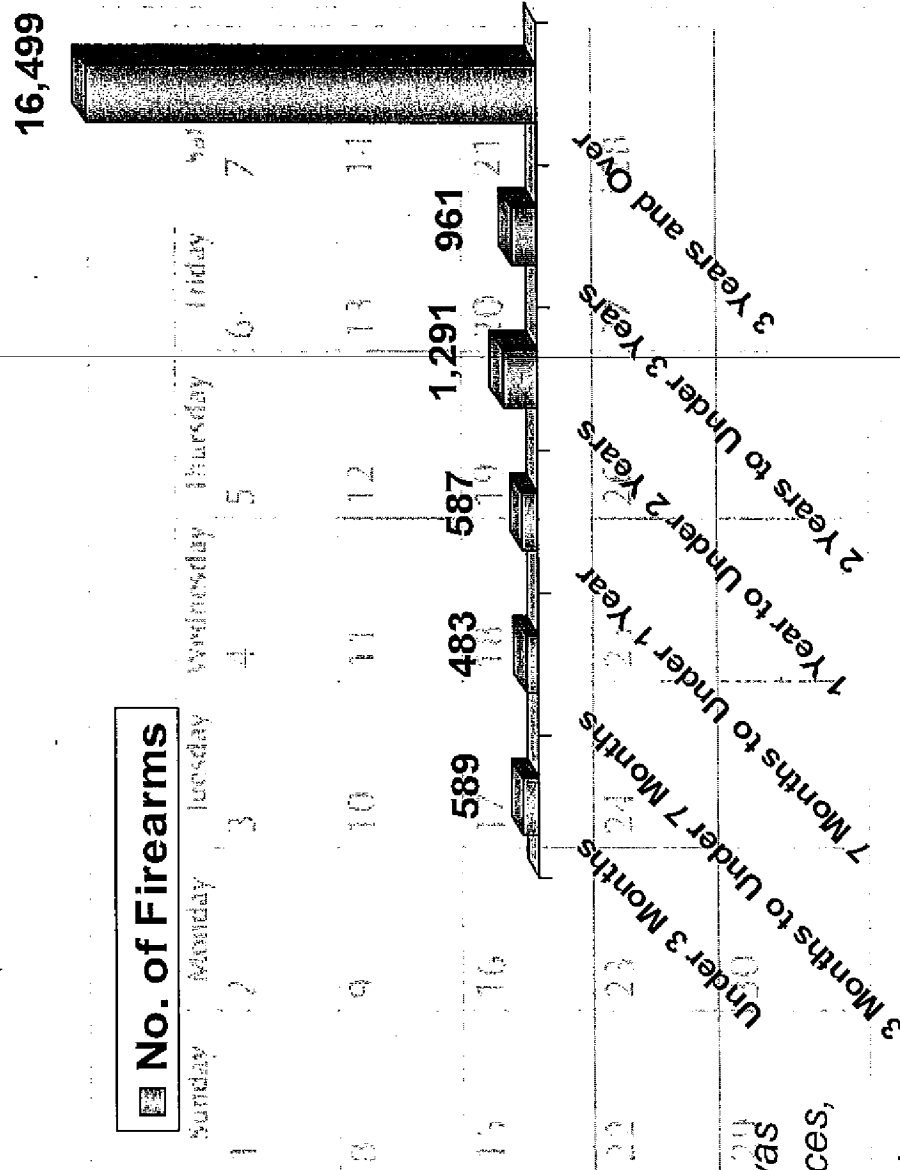 No. of Firearms
Sunday Monday Tuesday Wednesday Thursday Friday Sat
1 2 3 4 5 6 7
8 9 10 11 12 13 14
15 16 17 18 19 20 21
22 23 24
29 30
16,499
589 483 587 1,291 961
Under 3 Months
3 Months to Under 7 Months
7 Months to Under 1 Year
1 Year to Under 2 Years
2 Years to Under 3 Years
3 Years and Over
vas
ces,